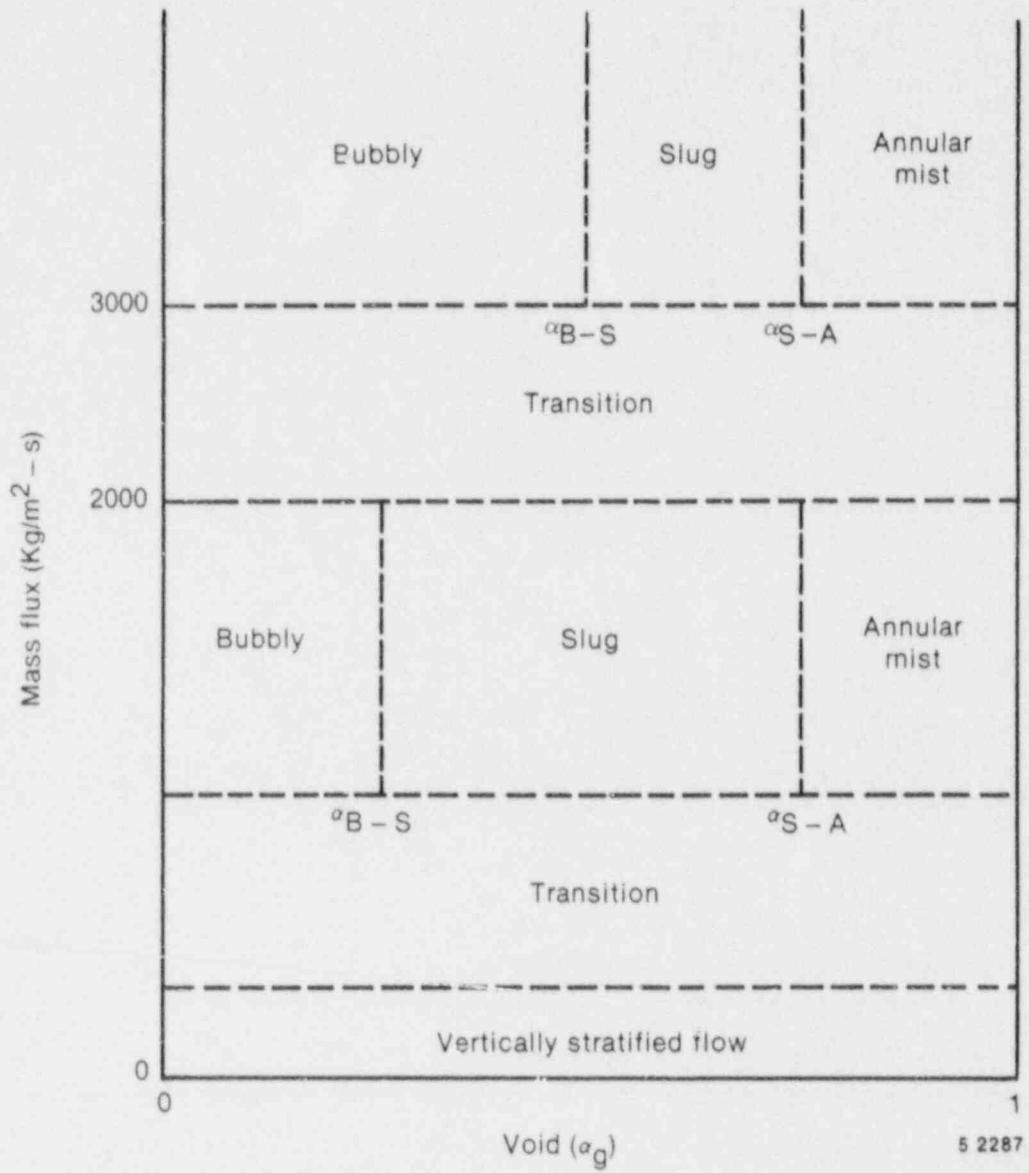 Bubbly
Slug
Annular
mist
3000
αB–S
αS–A
Transition
Mass flux (Kg/m² – s)
2000
Bubbly
Slug
Annular
mist
αB – S
αS – A
Transition
Vertically stratified flow
0
0
1
Void (αg)
5 2287